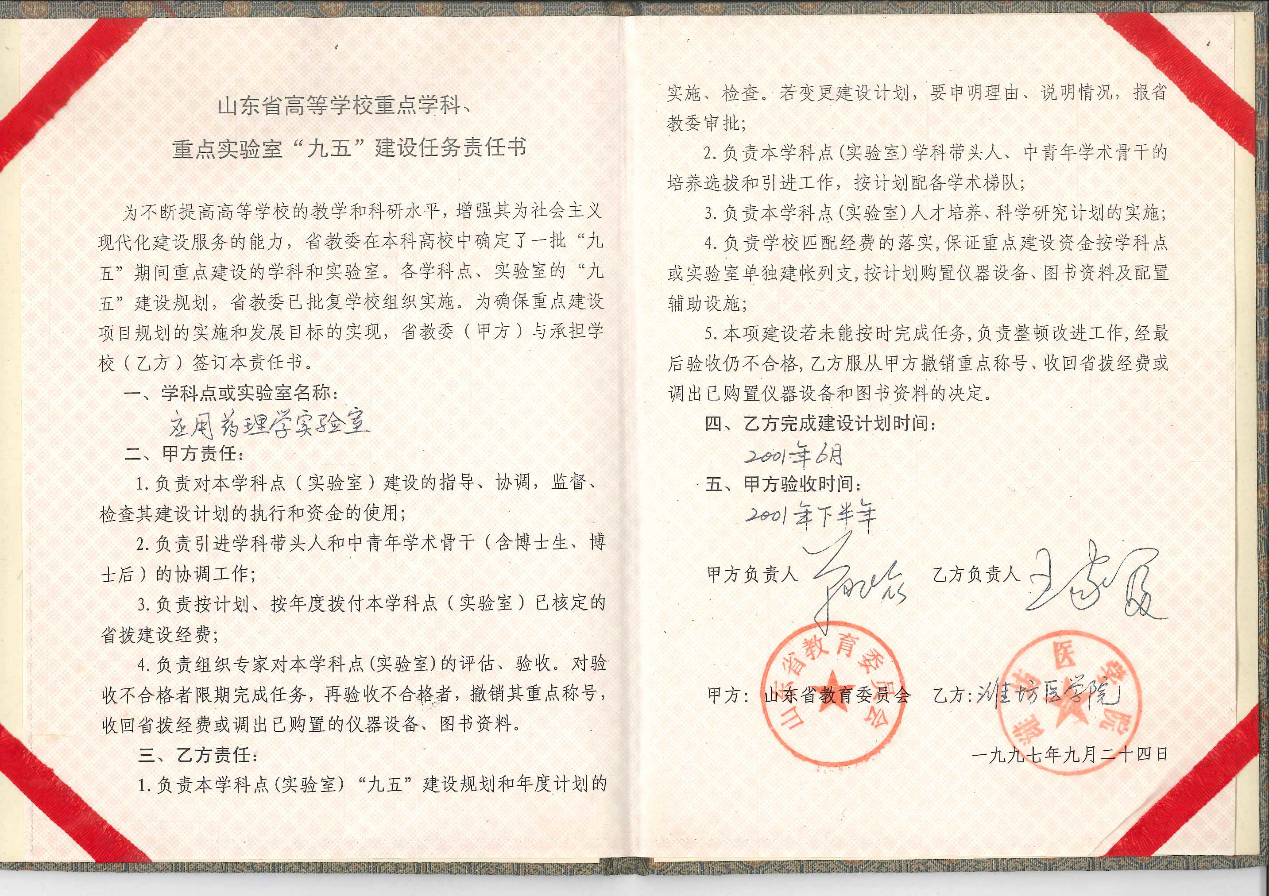 山东省高等学校重点学科、
重点实验室“九五”建设任务责任书
为不断提高高等学校的教学和科研水平，增强其为社会主义
现代化建设服务的能力，省教委在本科高校中确定了一批“九
五”期间重点建设的学科和实验室。各学科点、实验室的“九
五”建设规划，省教委已批复学校组织实施。为确保重点建设
项目规划的实施和发展目标的实现，省教委（甲方）与承担学
校（乙方）签订本责任书。
一、学科点或实验室名称：
应用药理学实验室
二、甲方责任：
1.负责对本学科点（实验室）建设的指导、协调，监督、
检查其建设计划的执行和资金的使用；
2.负责引进学科带头人和中青年学术骨干（含博士生、博
士后）的协调工作；
3.负责按计划、按年度拨付本学科点（实验室）已核定的
省拨建设经费；
4.负责组织专家对本学科点(实验室)的评估、验收。对验
收不合格者限期完成任务，再验收不合格者，撤销其重点称号，
收回省拨经费或调出已购置的仪器设备、图书资料。
三、乙方责任：
1.负责本学科点(实验室)“九五”建设规划和年度计划的
实施、检查。若变更建设计划，要申明理由、说明情况，报省
教委审批；
2.负责本学科点(实验室)学科带头人、中青年学术骨干的
培养选拔和引进工作，按计划配备学术梯队；
3.负责本学科点(实验室)人才培养、科学研究计划的实施；
4.负责学校匹配经费的落实,保证重点建设资金按学科点
或实验室单独建帐列支,按计划购置仪器设备、图书资料及配置
辅助设施；
5.本项建设若未能按时完成任务,负责整顿改进工作,经最
后验收仍不合格,乙方服从甲方撤销重点称号、收回省拨经费或
调出已购置仪器设备和图书资料的决定。
四、乙方完成建设计划时间：
2001年6月
五、甲方验收时间：
2001年下半年
甲方负责人
乙方负责人
山东省教育委员会
潍坊医学院
甲方：山东省教育委员会 乙方：潍坊医学院
一九九七年九月二十四日